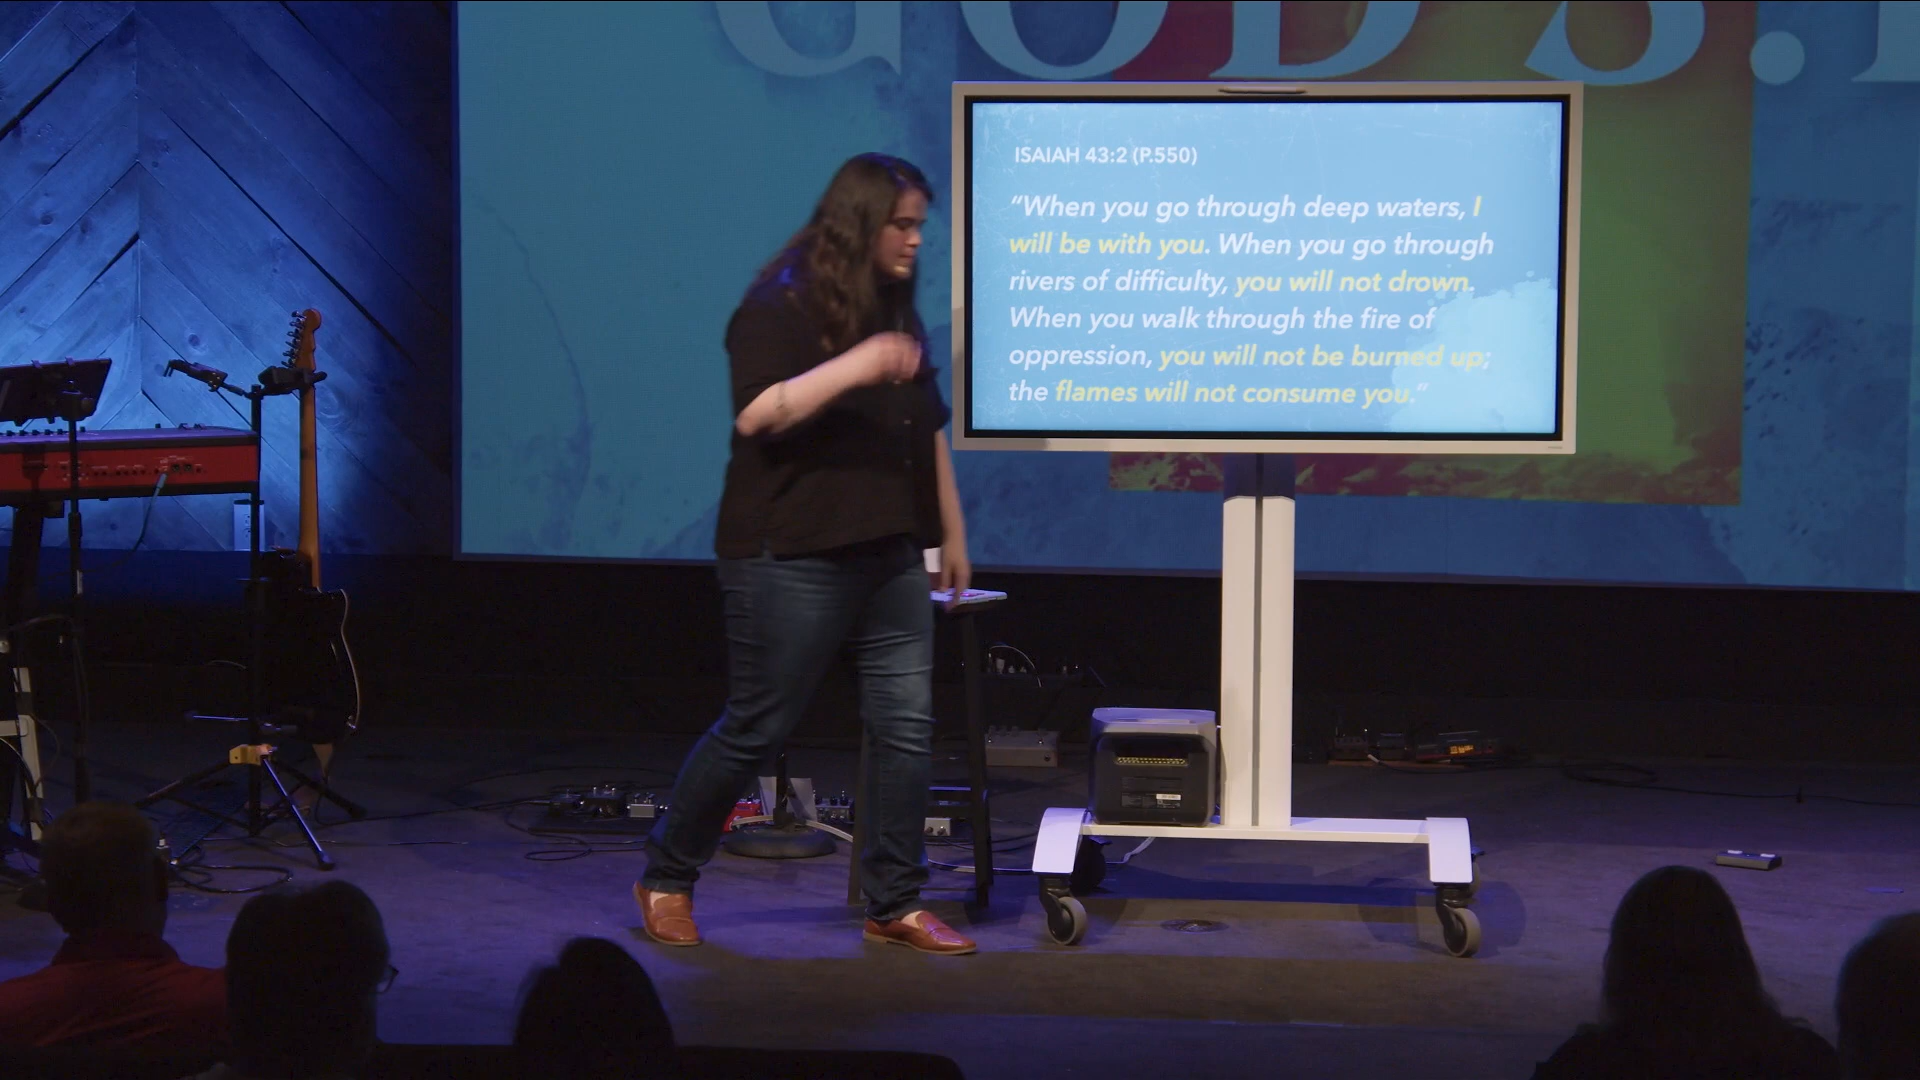 GOD'S.
ISAIAH 43:2 (P.550)
“When you go through deep waters, I
will be with you. When you go through
rivers of difficulty, you will not drown.
When you walk through the fire of
oppression, you will not be burned up;
the flames will not consume you.”